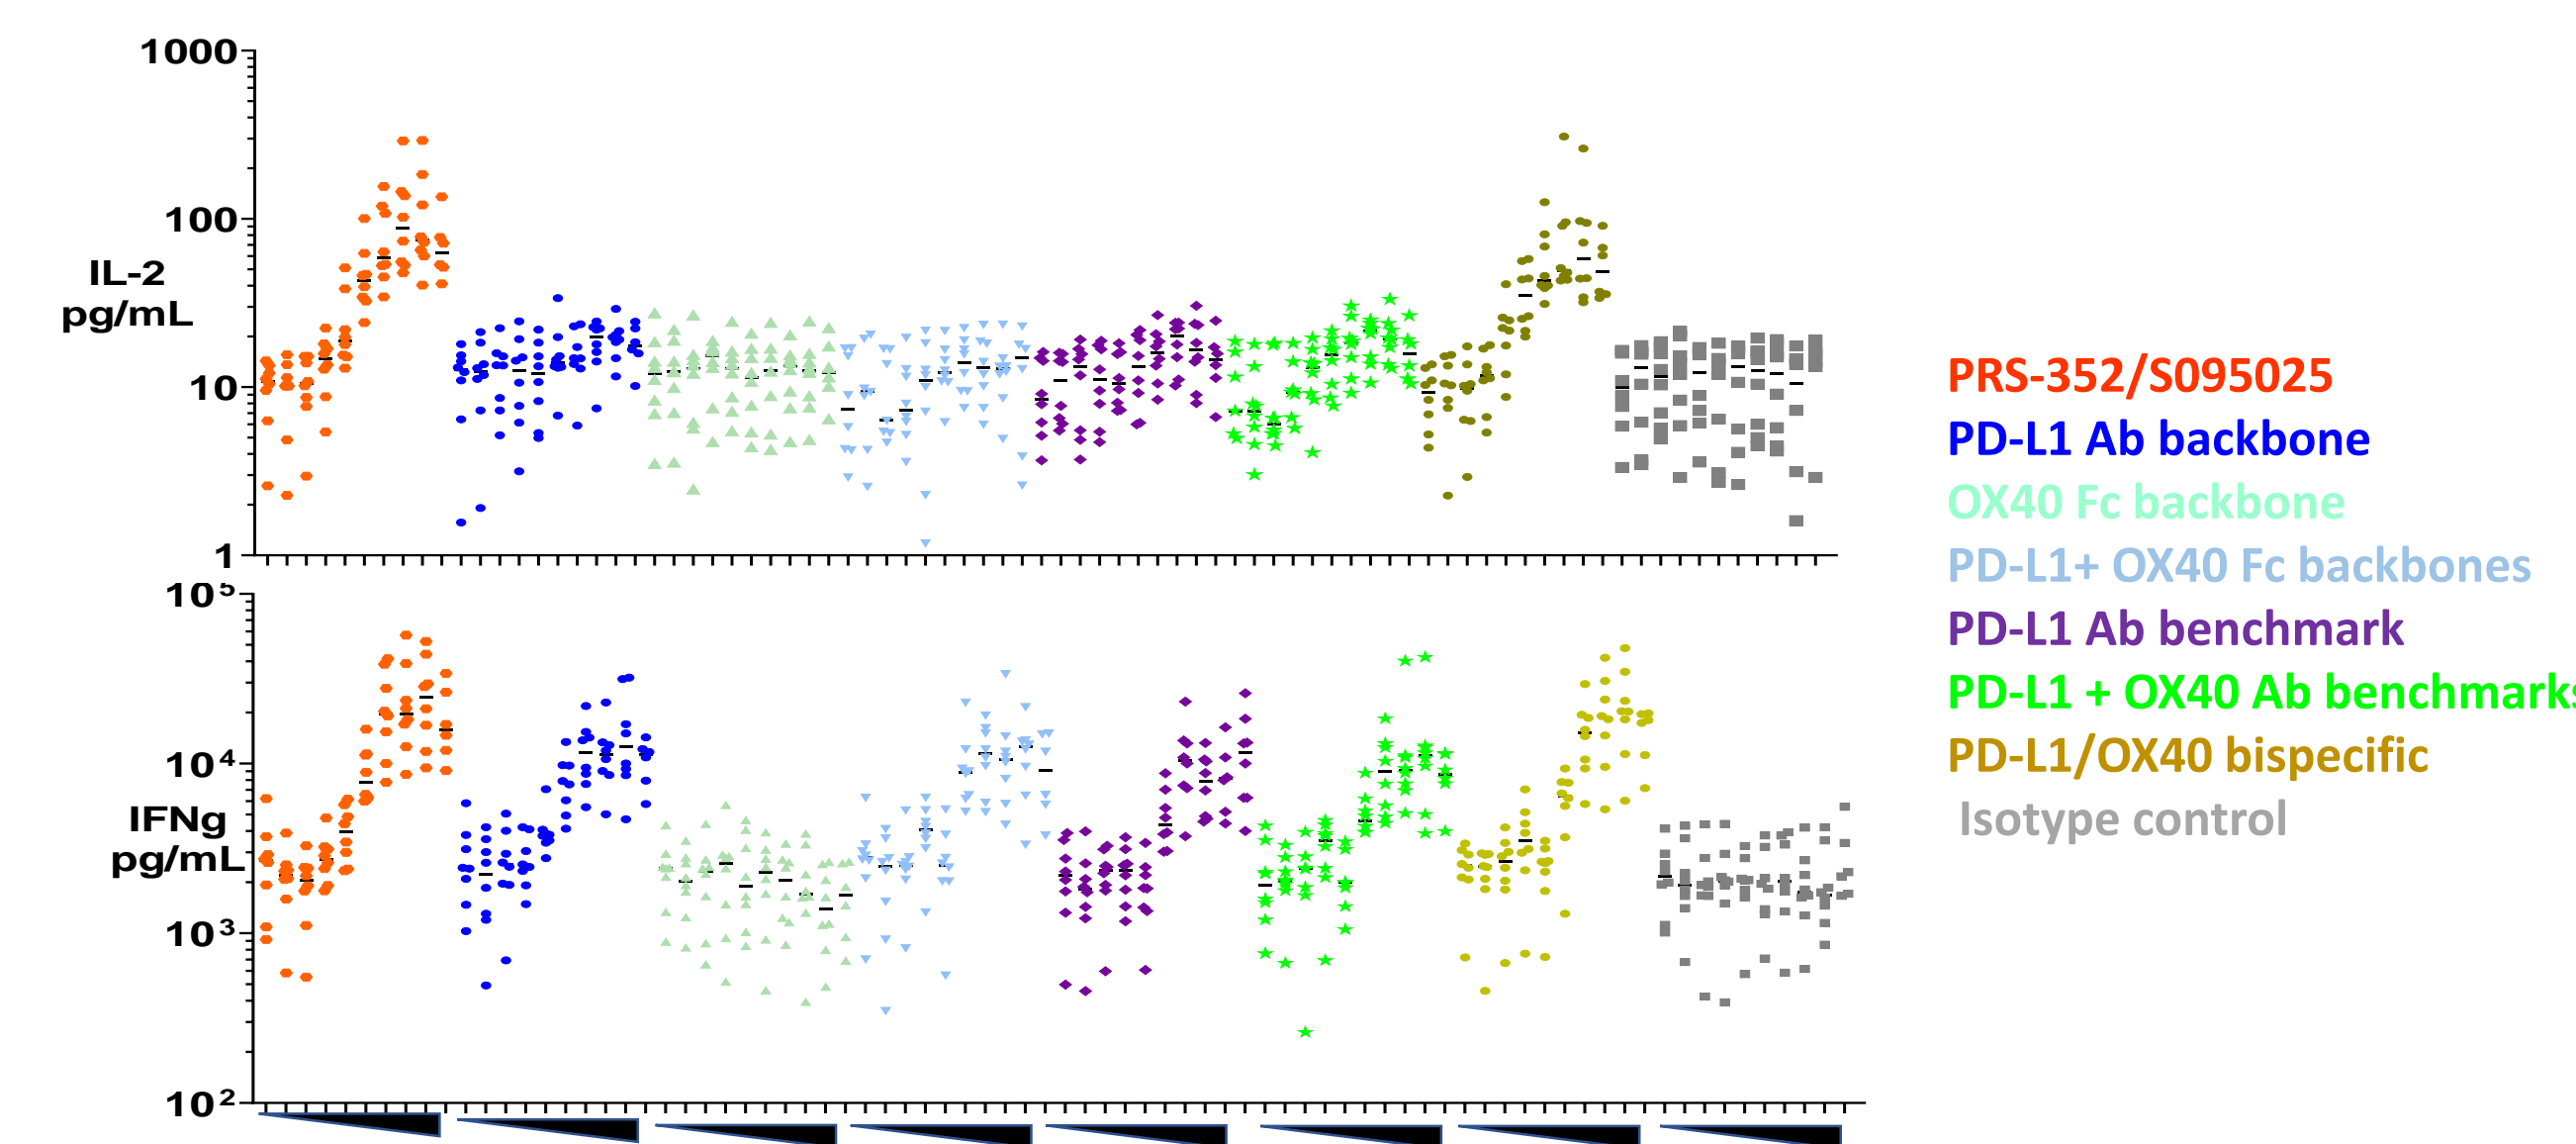 1000
100
10
1
IL-2
pg/mL
10⁵
10⁴
10³
10²
IFNg
pg/mL
PRS-352/S095025
PD-L1 Ab backbone
OX40 Fc backbone
PD-L1+ OX40 Fc backbones
PD-L1 Ab benchmark
PD-L1 + OX40 Ab benchmarks
PD-L1/OX40 bispecific
Isotype control